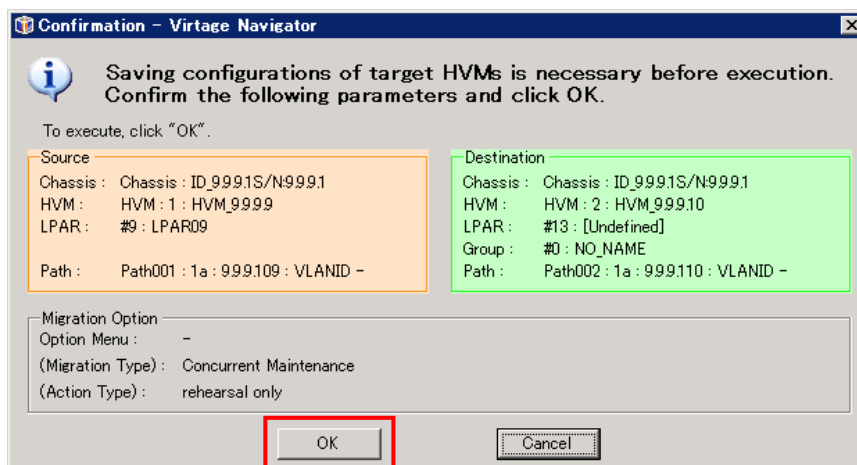 Confirmation - Virtage Navigator
Saving configurations of target HVMs is necessary before execution.
Confirm the following parameters and click OK.
To execute, click "OK".
Source
Chassis : Chassis : ID_9.9.9.1S/N:9.9.9.1
HVM : HVM : 1 : HVM_9.9.9.9
LPAR : #9 : LPAR09
Path : Path001 : 1a : 9.9.9.109 : VLANID -
Destination
Chassis : Chassis : ID_9.9.9.1S/N:9.9.9.1
HVM : HVM : 2 : HVM_9.9.9.10
LPAR : #13 : [Undefined]
Group : #0 : NO_NAME
Path : Path002 : 1a : 9.9.9.110 : VLANID -
Migration Option
Option Menu : -
(Migration Type) : Concurrent Maintenance
(Action Type) : rehearsal only
OK
Cancel